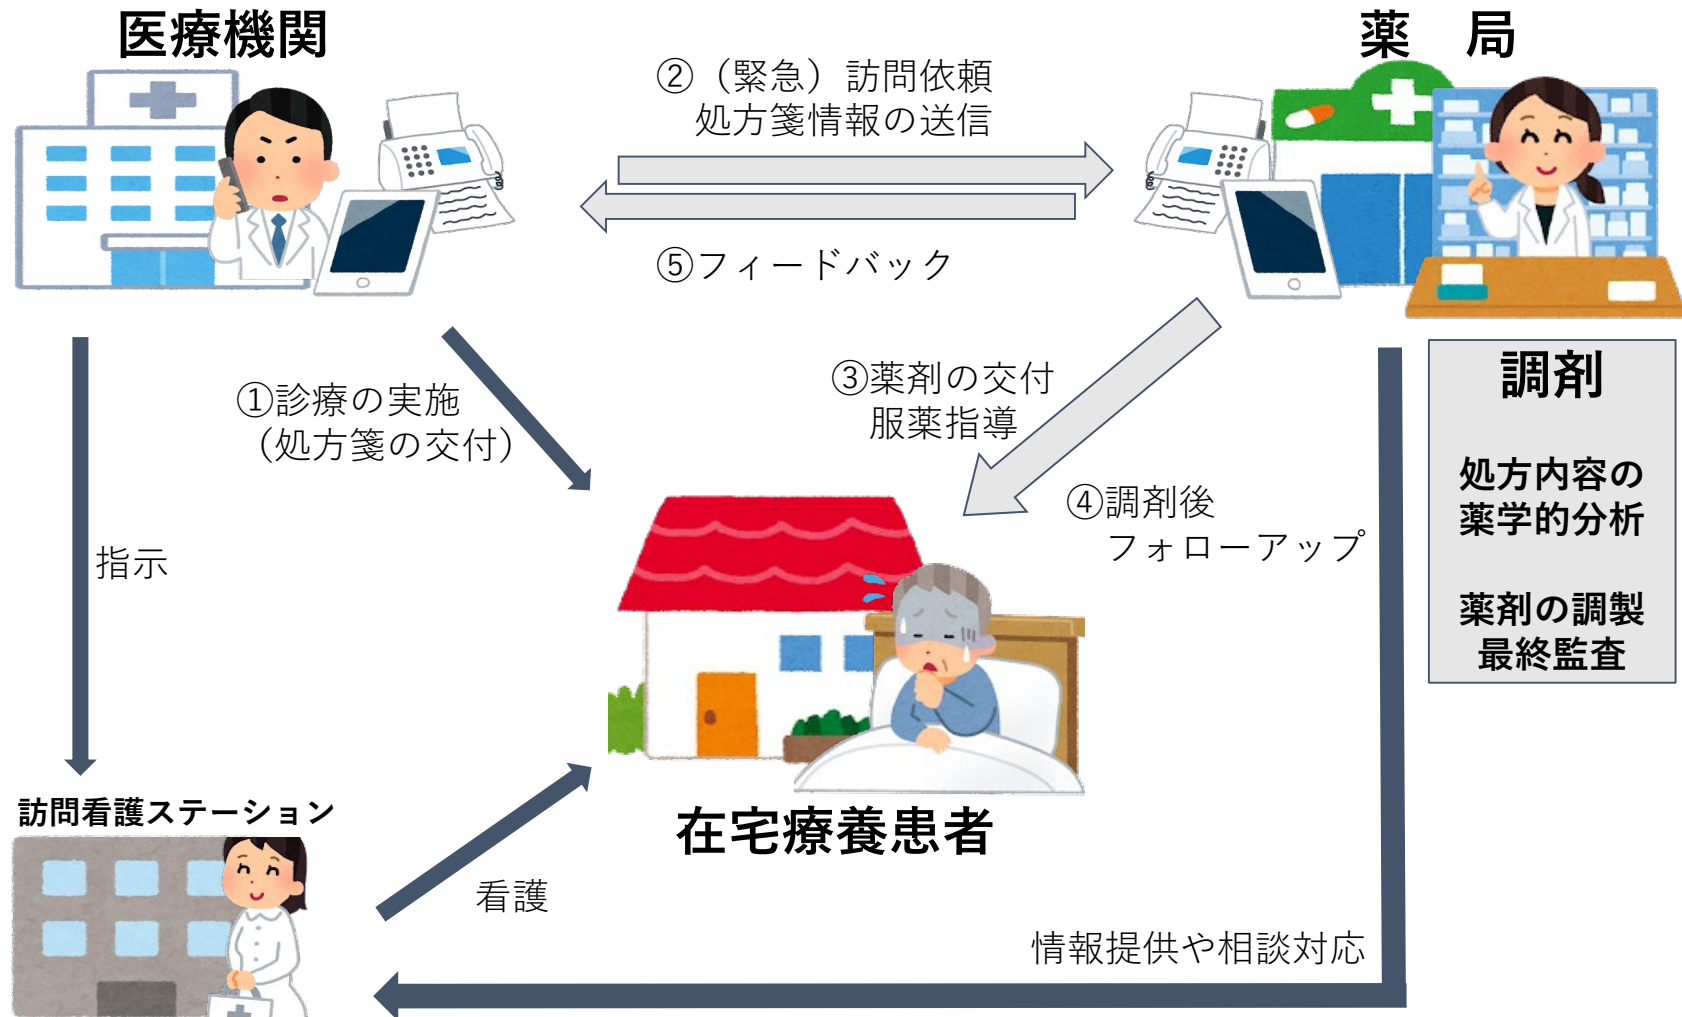 医療機関
薬　局
②（緊急）訪問依頼
処方箋情報の送信
⑤フィードバック
①診療の実施
（処方箋の交付）
③薬剤の交付
服薬指導
④調剤後
フォローアップ
調剤
処方内容の
薬学的分析
薬剤の調製
最終監査
指示
訪問看護ステーション
看護
在宅療養患者
情報提供や相談対応